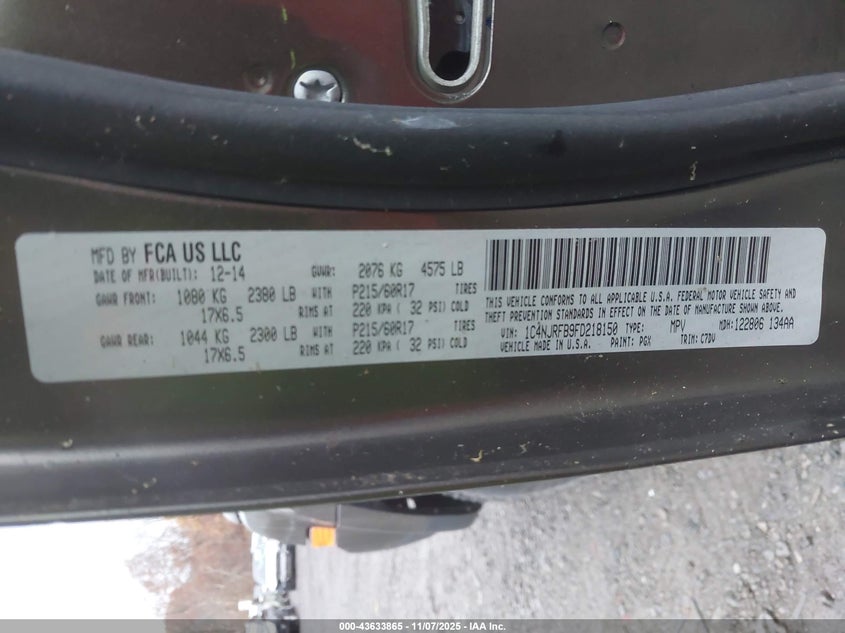 MFD BY FCA US LLC
DATE OF MFR(BUILT): 12-14 GVWR: 2076 KG 4575 LB
GAWR FRONT: 1080 KG 2380 LB WITH P215/60R17 TIRES
17X6.5 RIMS AT 220 KPA ( 32 PSI) COLD
GAWR REAR: 1044 KG 2300 LB WITH P215/60R17 TIRES
17X6.5 RIMS AT 220 KPA ( 32 PSI) COLD
THIS VEHICLE CONFORMS TO ALL APPLICABLE U.S.A. FEDERAL MOTOR VEHICLE SAFETY AND
THEFT PREVENTION STANDARDS IN EFFECT ON THE DATE OF MANUFACTURE SHOWN ABOVE.
VIN: 1C4NJRFB9FD218150 TYPE: MPV MDH: 122806 134AA
VEHICLE MADE IN U.S.A. PAINT: PGX TRIM: C7DV
000-43633865 - 11/07/2025 - IAA Inc.